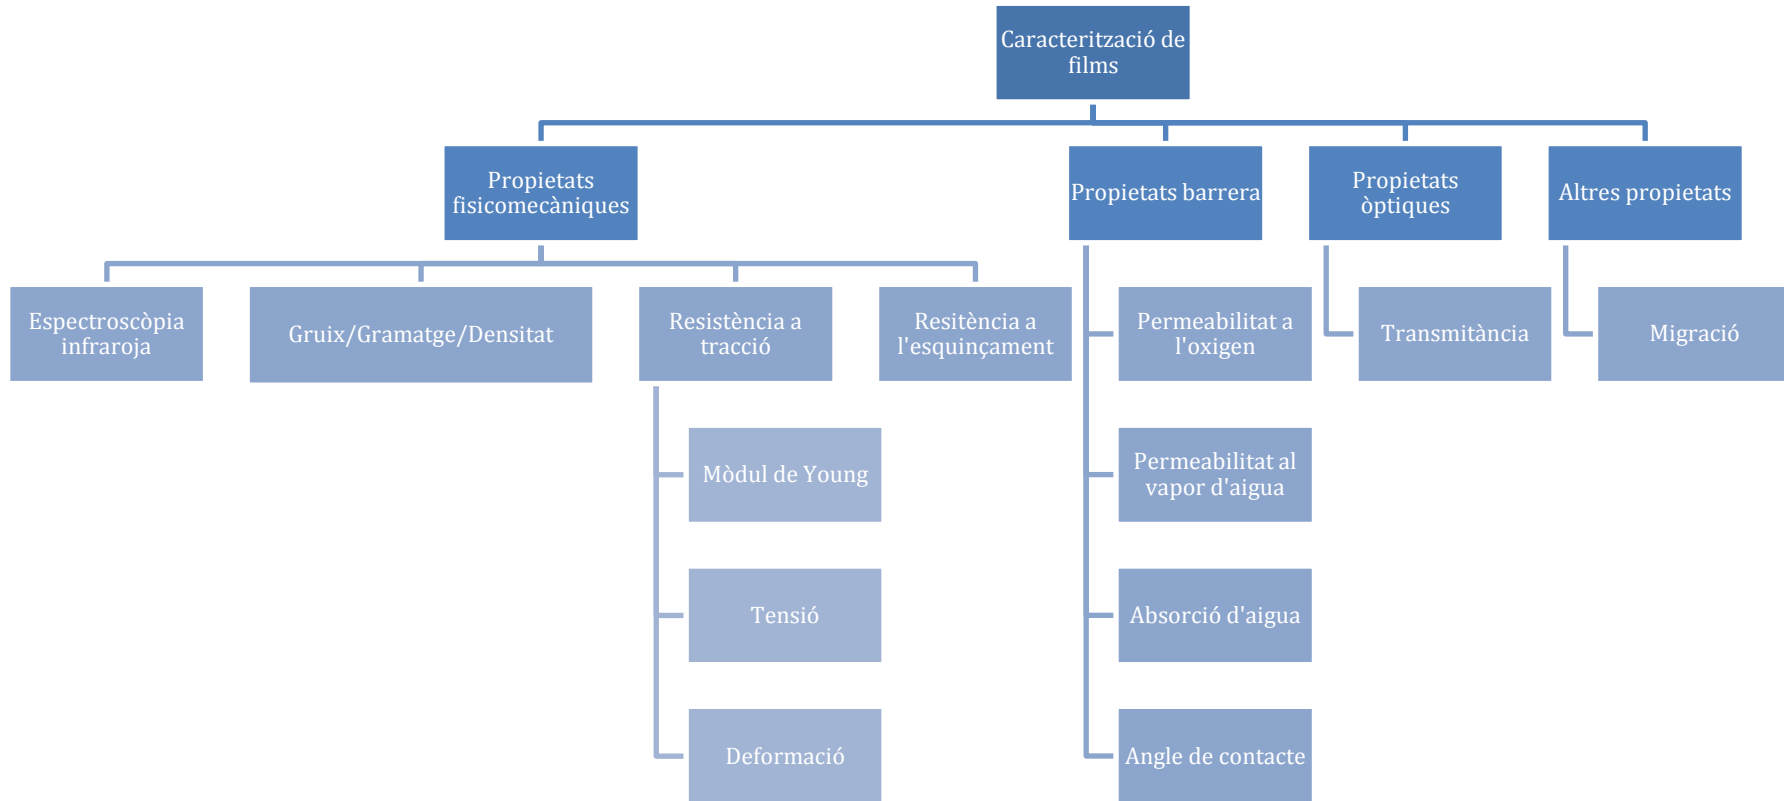 Caracterització de
films
Propietats
fisicomecàniques
Propietats barrera
Propietats
òptiques
Altres propietats
Espectroscòpia
infraroja
Gruix/Gramatge/Densitat
Resistència a
tracció
Resitència a
l'esquinçament
Permeabilitat a
l'oxigen
Transmitància
Migració
Mòdul de Young
Permeabilitat al
vapor d'aigua
Tensió
Absorció d'aigua
Deformació
Angle de contacte